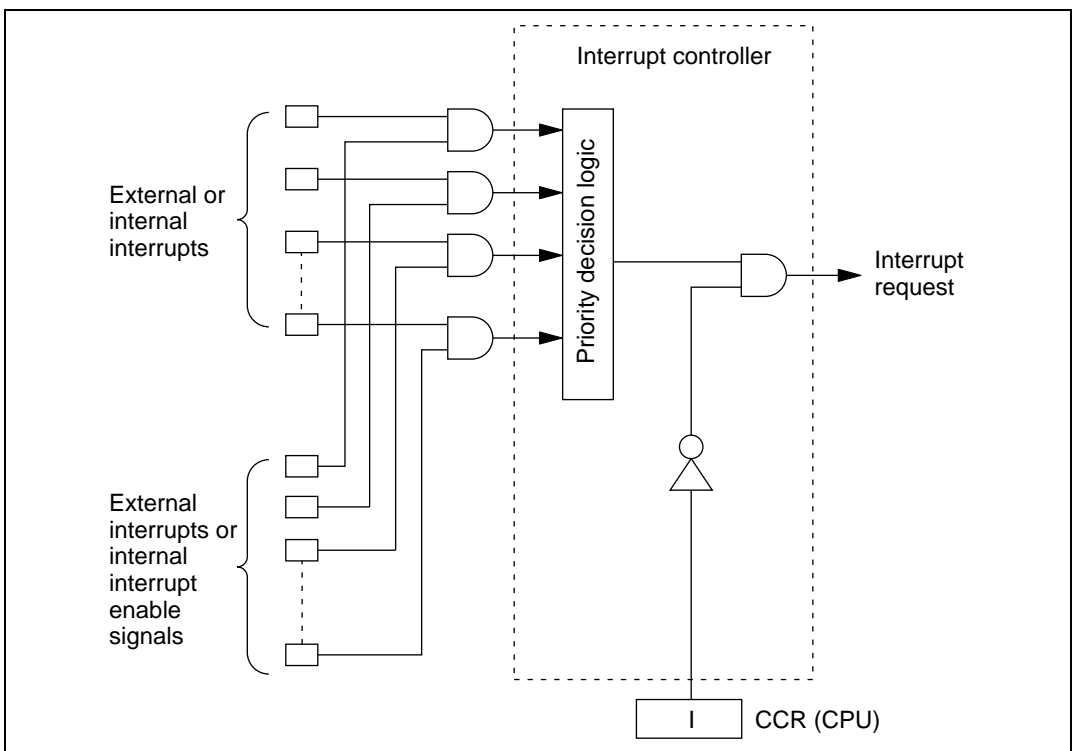 Interrupt controller
External or
internal
interrupts
Priority decision logic
Interrupt
request
External
interrupts or
internal
interrupt
enable
signals
I
CCR (CPU)